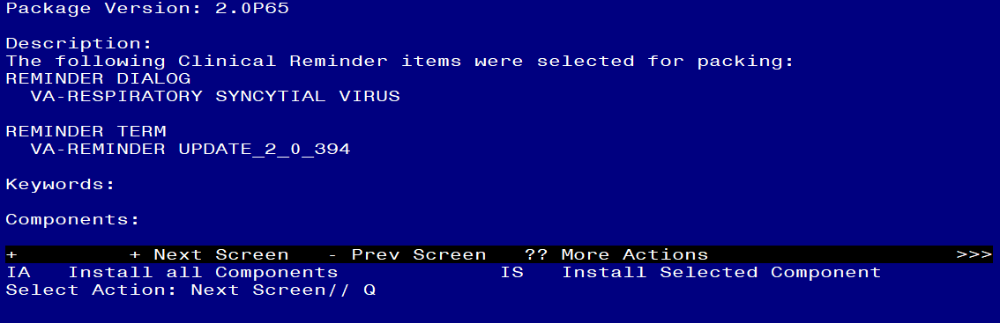 Package Version: 2.0P65
Description:
The following Clinical Reminder items were selected for packing:
REMINDER DIALOG
VA-RESPIRATORY SYNCYTIAL VIRUS
REMINDER TERM
VA-REMINDER UPDATE_2_0_394
Keywords:
Components:
+ + Next Screen - Prev Screen ?? More Actions >>>
IA Install all Components IS Install Selected Component
Select Action: Next Screen// Q